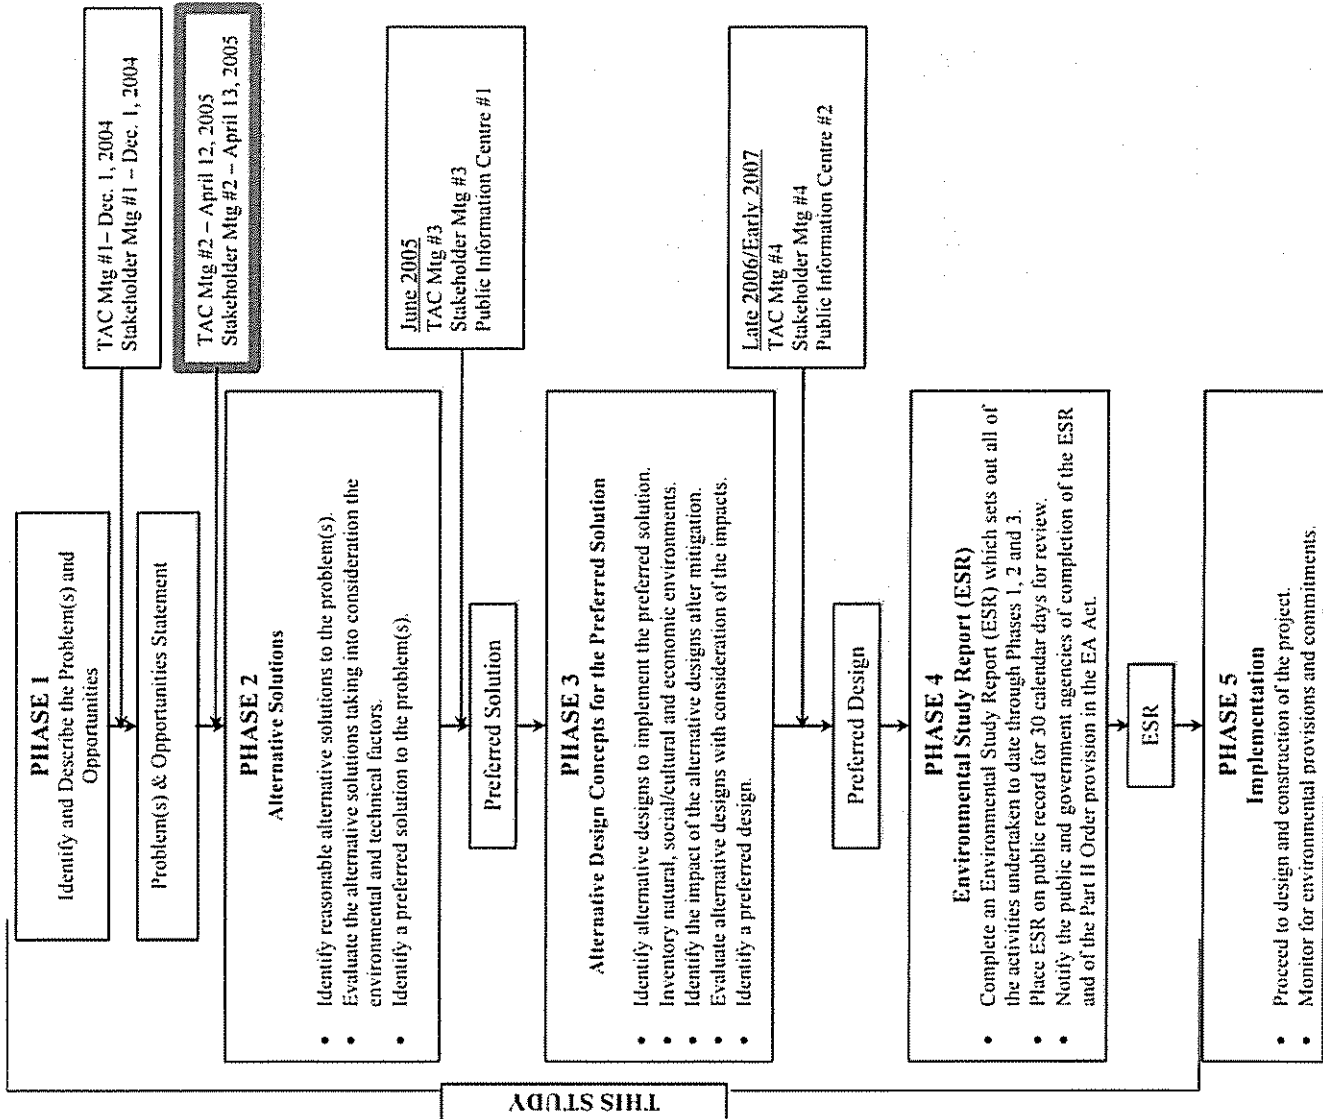 THIS STUDY
PHASE 1
Identify and Describe the Problem(s) and
Opportunities
TAC Mtg #1– Dec. 1, 2004
Stakeholder Mtg #1 – Dec. 1, 2004
Problem(s) & Opportunities Statement
TAC Mtg #2 – April 12, 2005
Stakeholder Mtg #2 – April 13, 2005
PHASE 2
Alternative Solutions
• Identify reasonable alternative solutions to the problem(s).
• Evaluate the alternative solutions taking into consideration the
environmental and technical factors.
• Identify a preferred solution to the problem(s).
June 2005
TAC Mtg #3
Stakeholder Mtg #3
Public Information Centre #1
Preferred Solution
PHASE 3
Alternative Design Concepts for the Preferred Solution
• Identify alternative designs to implement the preferred solution.
• Inventory natural, social/cultural and economic environments.
• Identify the impact of the alternative designs after mitigation.
• Evaluate alternative designs with consideration of the impacts.
• Identify a preferred design.
Late 2006/Early 2007
TAC Mtg #4
Stakeholder Mtg #4
Public Information Centre #2
Preferred Design
PHASE 4
Environmental Study Report (ESR)
• Complete an Environmental Study Report (ESR) which sets out all of
the activities undertaken to date through Phases 1, 2 and 3.
• Place ESR on public record for 30 calendar days for review.
• Notify the public and government agencies of completion of the ESR
and of the Part II Order provision in the EA Act.
ESR
PHASE 5
Implementation
• Proceed to design and construction of the project.
• Monitor for environmental provisions and commitments.